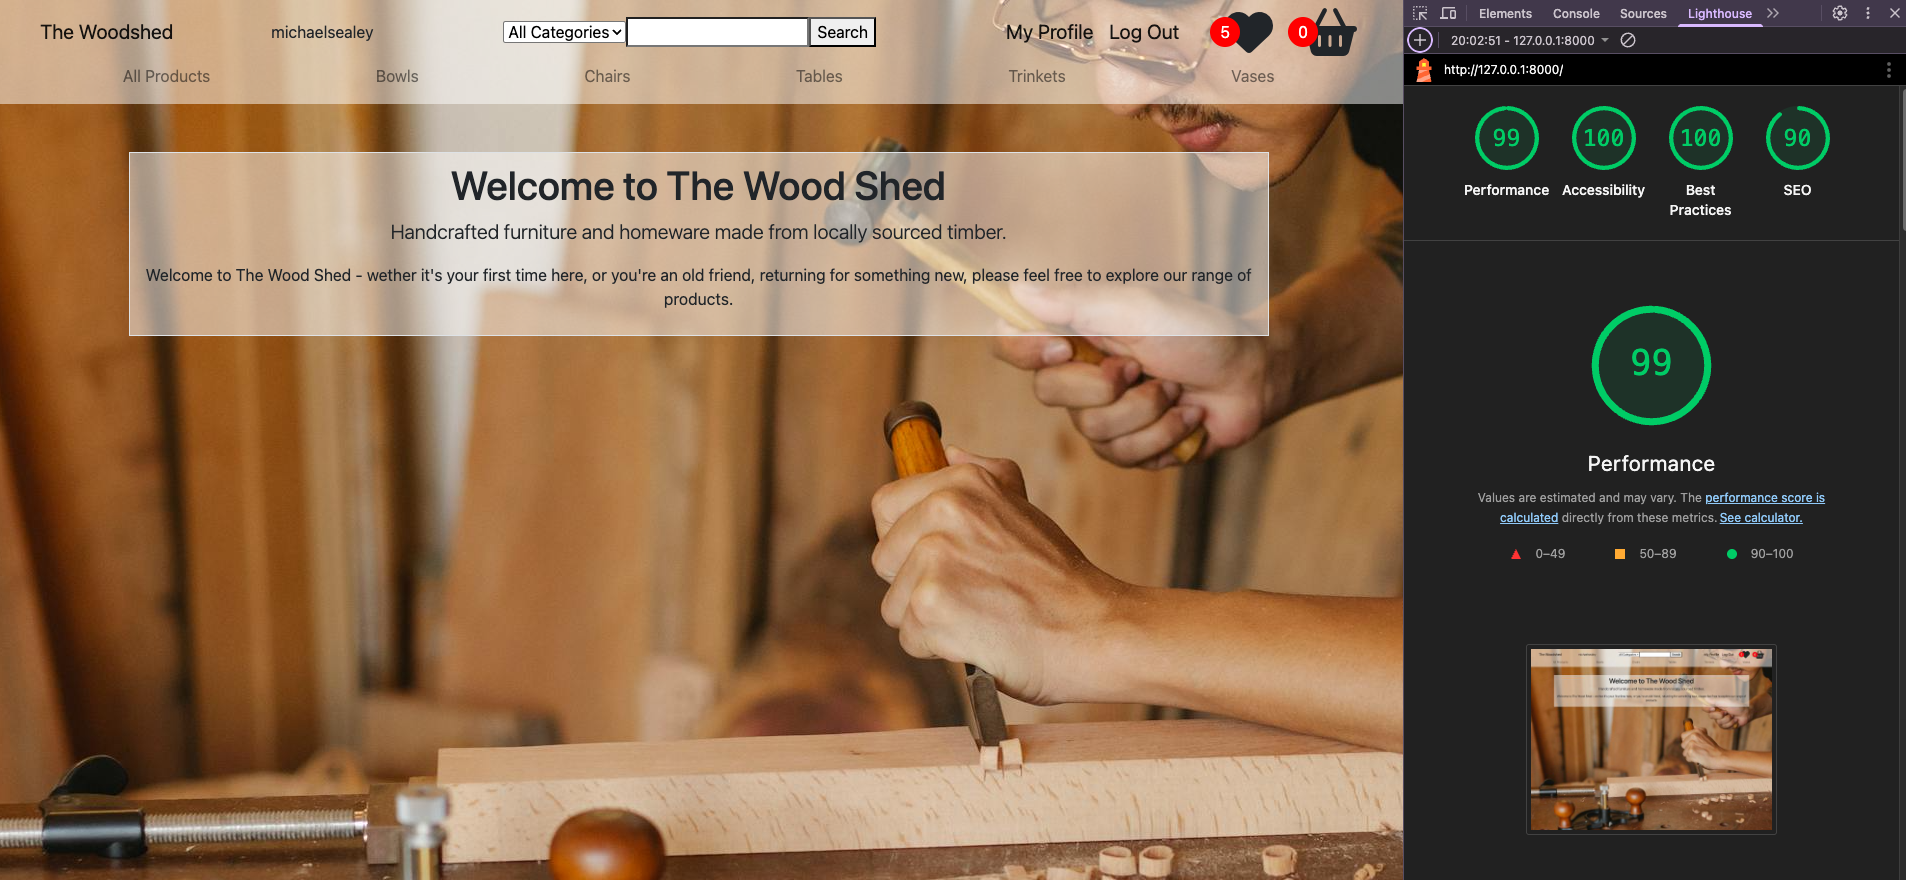 The Woodshed
michaelsealey
All Categories
Search
My Profile
Log Out
5
0
All Products
Bowls
Chairs
Tables
Trinkets
Vases
Welcome to The Wood Shed
Handcrafted furniture and homeware made from locally sourced timber.
Welcome to The Wood Shed - wether it's your first time here, or you're an old friend, returning for something new, please feel free to explore our range of
products.
Elements
Console
Sources
Lighthouse
20:02:51 - 127.0.0.1:8000
http://127.0.0.1:8000/
99
100
100
90
Performance
Accessibility
Best
Practices
SEO
99
Performance
Values are estimated and may vary. The performance score is
calculated directly from these metrics. See calculator.
0–49
50–89
90–100
Welcome to The Wood Shed